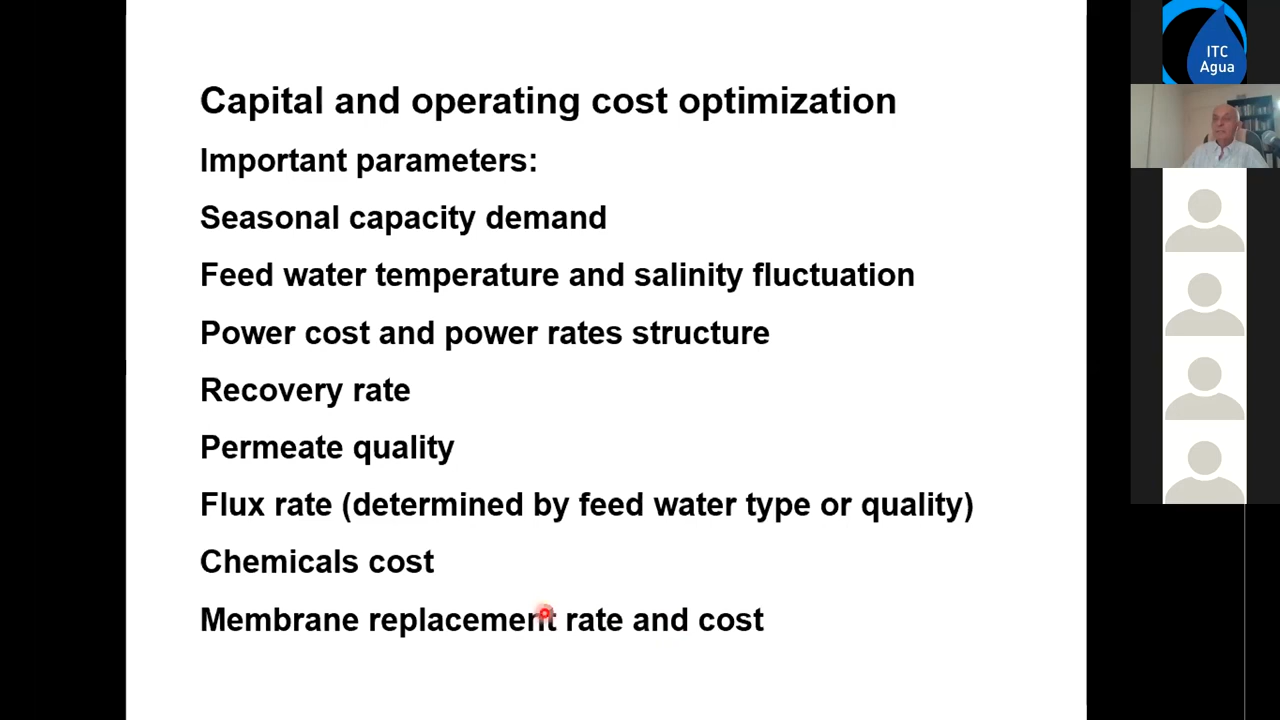 Capital and operating cost optimization
Important parameters:
Seasonal capacity demand
Feed water temperature and salinity fluctuation
Power cost and power rates structure
Recovery rate
Permeate quality
Flux rate (determined by feed water type or quality)
Chemicals cost
Membrane replacement rate and cost
ITC
Agua